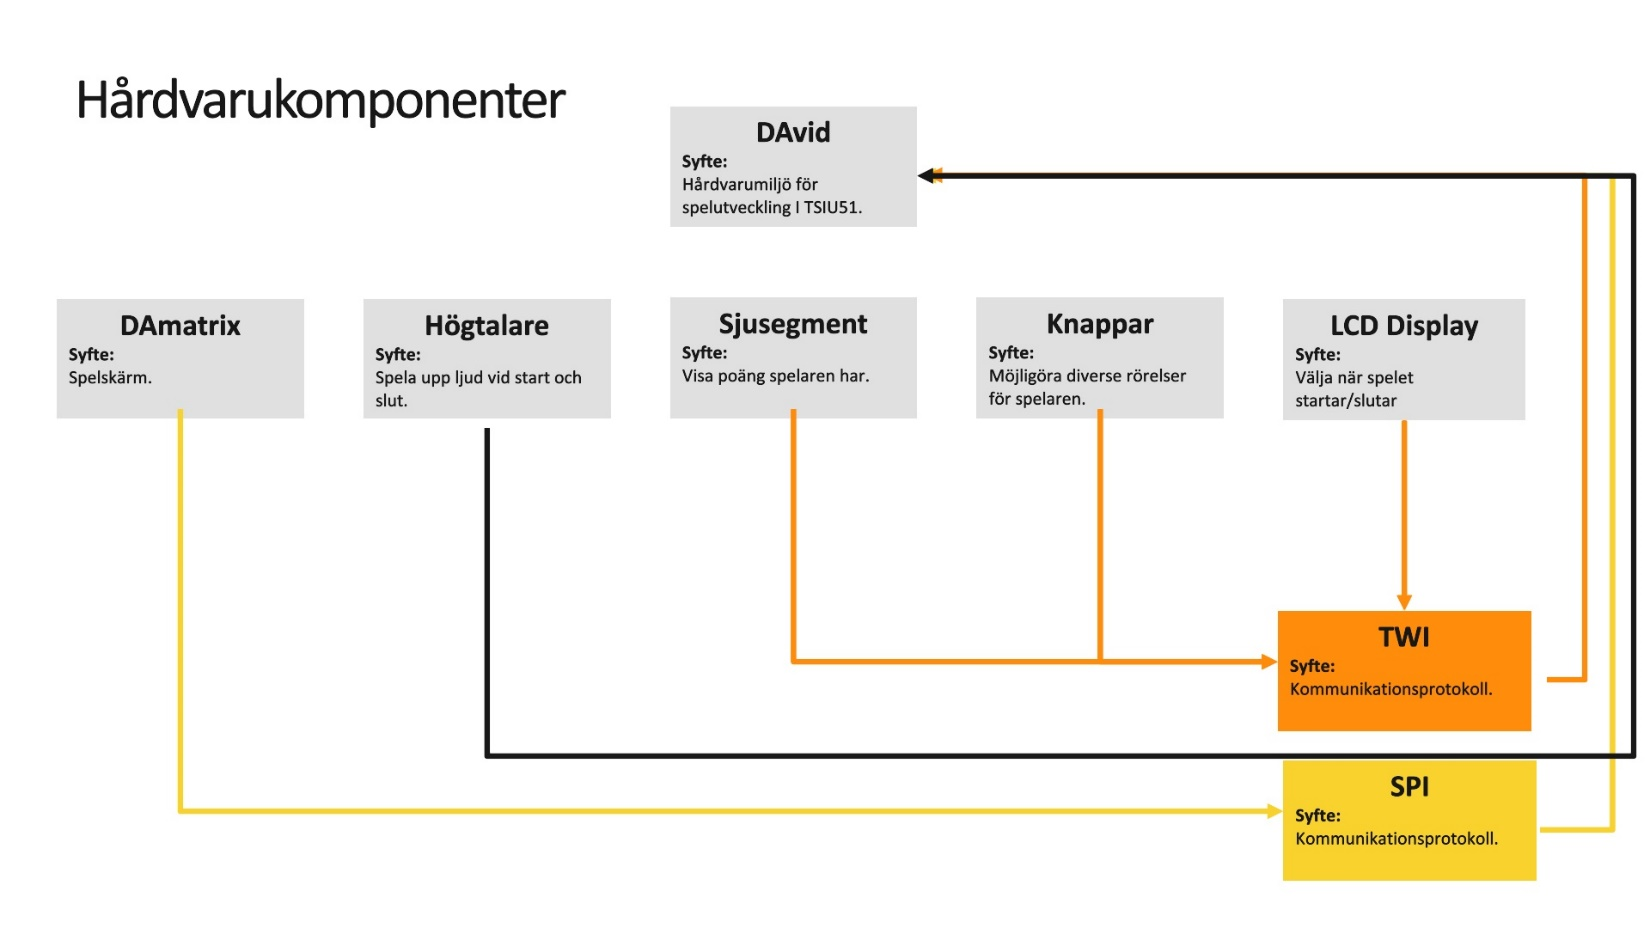 Hårdvarukomponenter
DAvid
Syfte:
Hårdvarumiljö för
spelutveckling I TSIU51.
DAmatrix
Syfte:
Spelskärm.
Högtalare
Syfte:
Spela upp ljud vid start och
slut.
Sjusegment
Syfte:
Visa poäng spelaren har.
Knappar
Syfte:
Möjligöra diverse rörelser
för spelaren.
LCD Display
Syfte:
Välja när spelet
startar/slutar
TWI
Syfte:
Kommunikationsprotokoll.
SPI
Syfte:
Kommunikationsprotokoll.